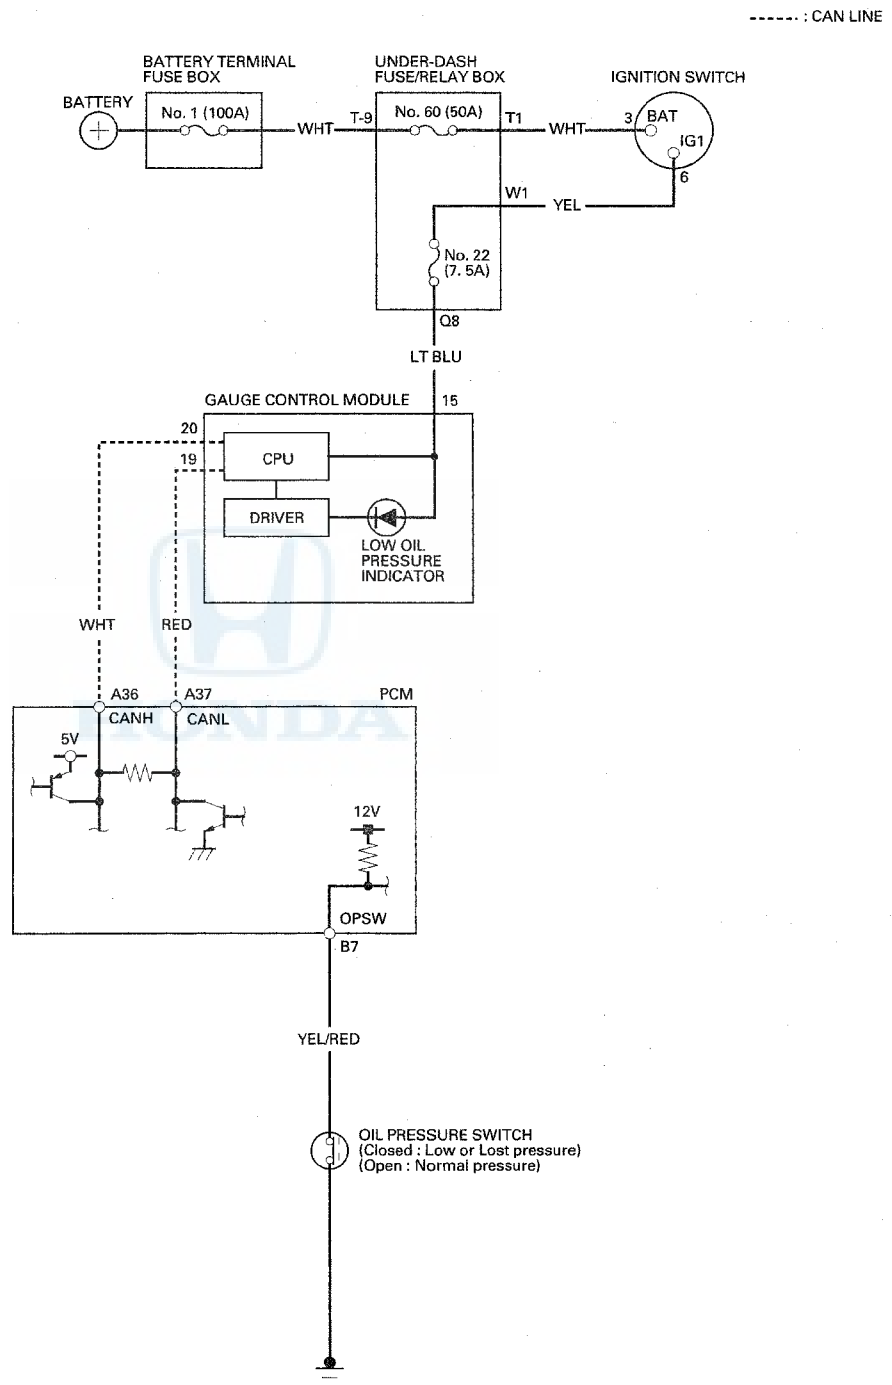 ------ : CAN LINE
BATTERY TERMINAL
FUSE BOX
UNDER-DASH
FUSE/RELAY BOX
IGNITION SWITCH
BATTERY
No. 1 (100A)
WHT
T-9
No. 60 (50A)
T1
WHT
3
BAT
IG1
6
W1
YEL
No. 22
(7. 5A)
Q8
LT BLU
GAUGE CONTROL MODULE
15
20
19
CPU
DRIVER
LOW OIL
PRESSURE
INDICATOR
WHT
RED
A36
A37
PCM
CANH
CANL
HONDA
5V
12V
OPSW
B7
YEL/RED
OIL PRESSURE SWITCH
(Closed : Low or Lost pressure)
(Open : Normal pressure)